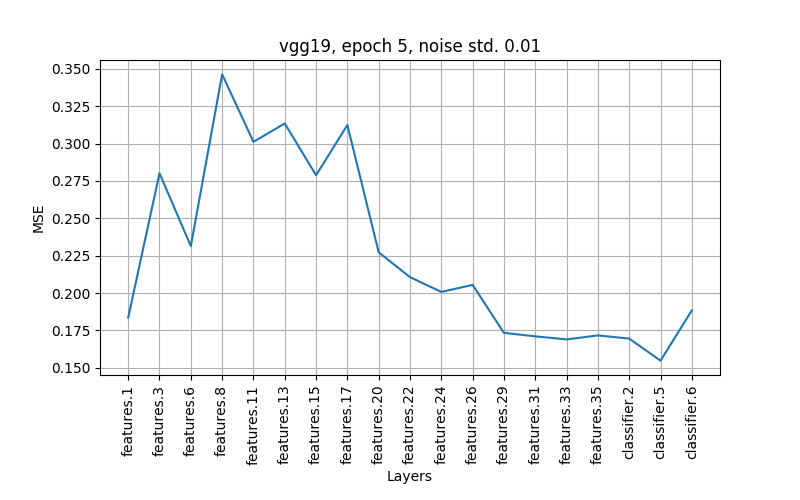 vgg19, epoch 5, noise std. 0.01
0.350
0.325
0.300
0.275
0.250
0.225
0.200
0.175
0.150
MSE
features.1
features.3
features.6
features.8
features.11
features.13
features.15
features.17
features.20
features.22
features.24
features.26
features.29
features.31
features.33
features.35
classifier.2
classifier.5
classifier.6
Layers